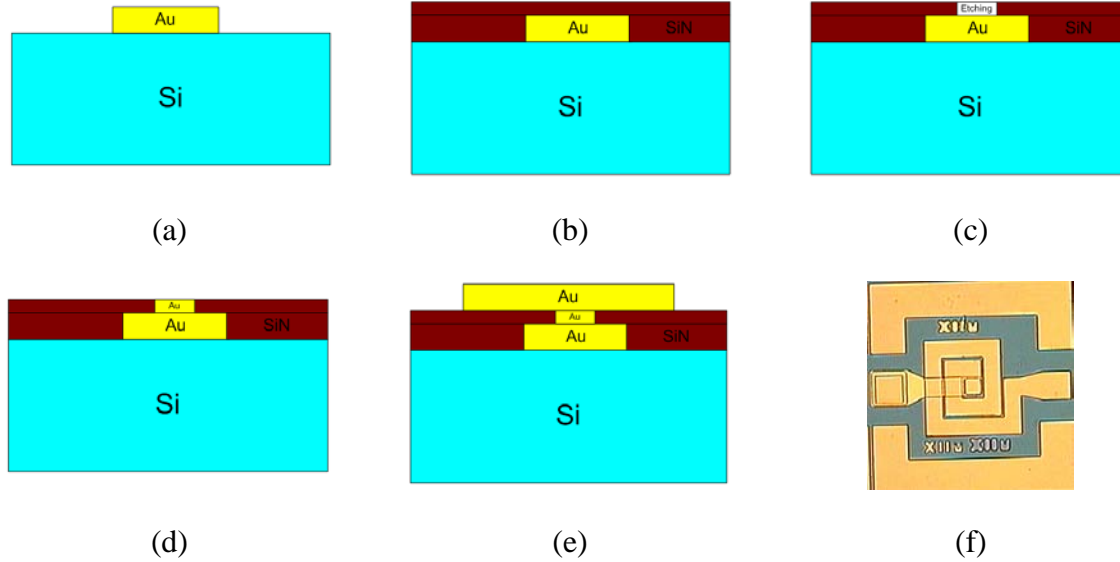 Au
Si
(a)
Au SiN
Si
(b)
Etching
Au SiN
Si
(c)
Au
Au SiN
Si
(d)
Au
Au
Au SiN
Si
(e)
(f)